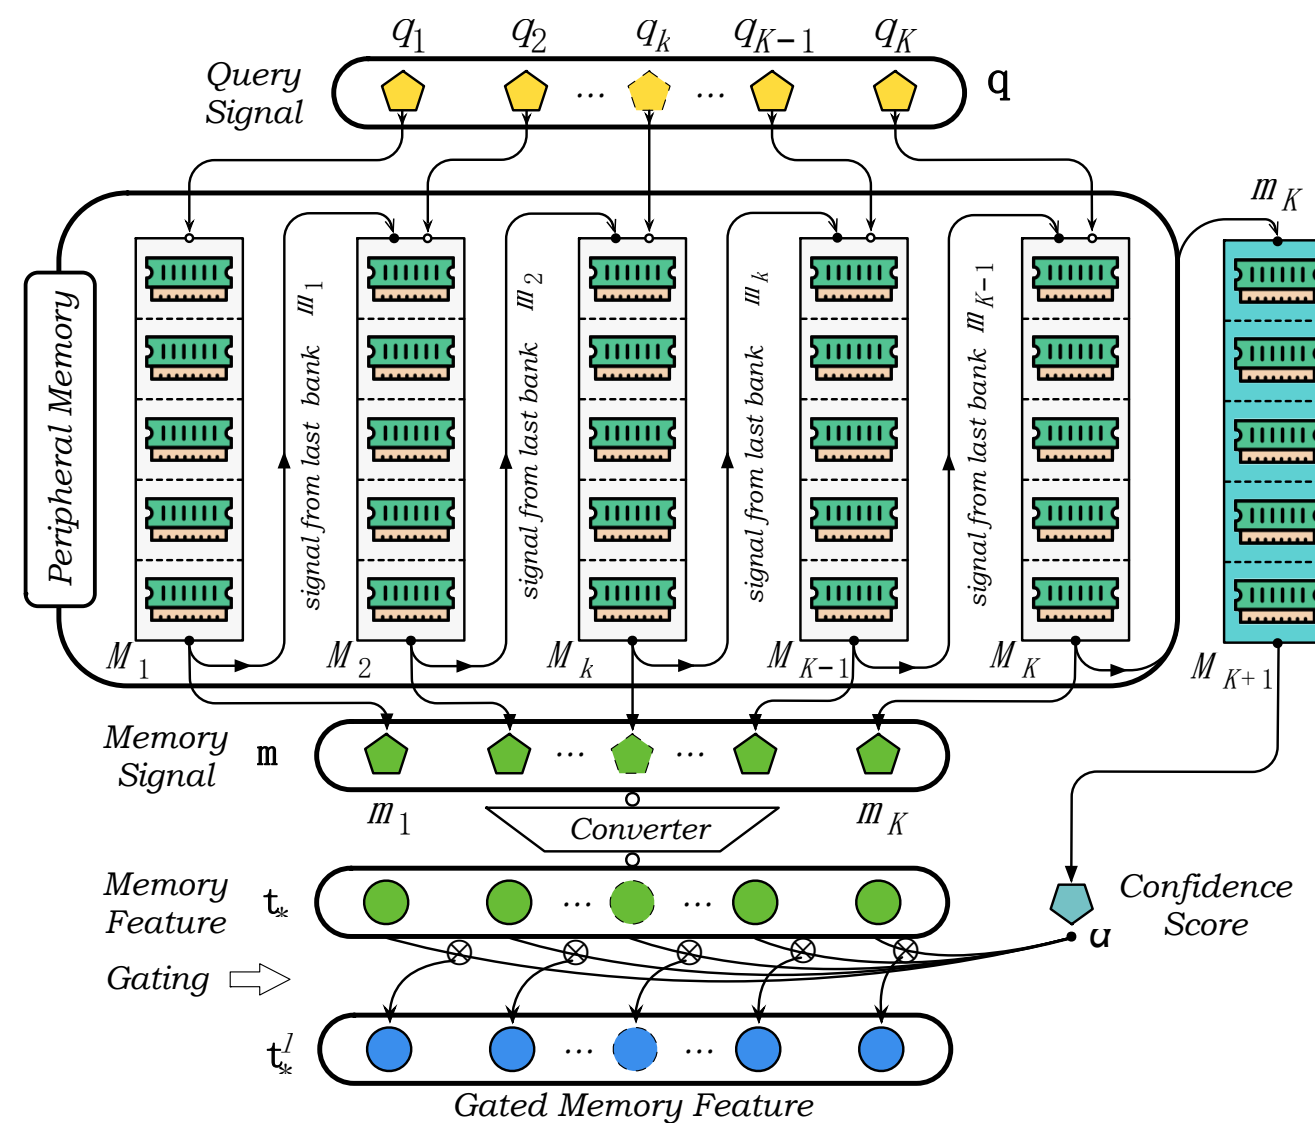 q1 q2 qk qK−1 qK
Query
Signal
... ...
q
mK
Peripheral Memory
signal from last bank m1
signal from last bank m2
signal from last bank mk
signal from last bank mK−1
M1 M2 Mk MK−1 MK MK+1
Memory
Signal
m
... ...
m1 mK
Converter
Memory
Feature
t*
... ...
Confidence
Score
α
Gating
t*l
... ...
Gated Memory Feature